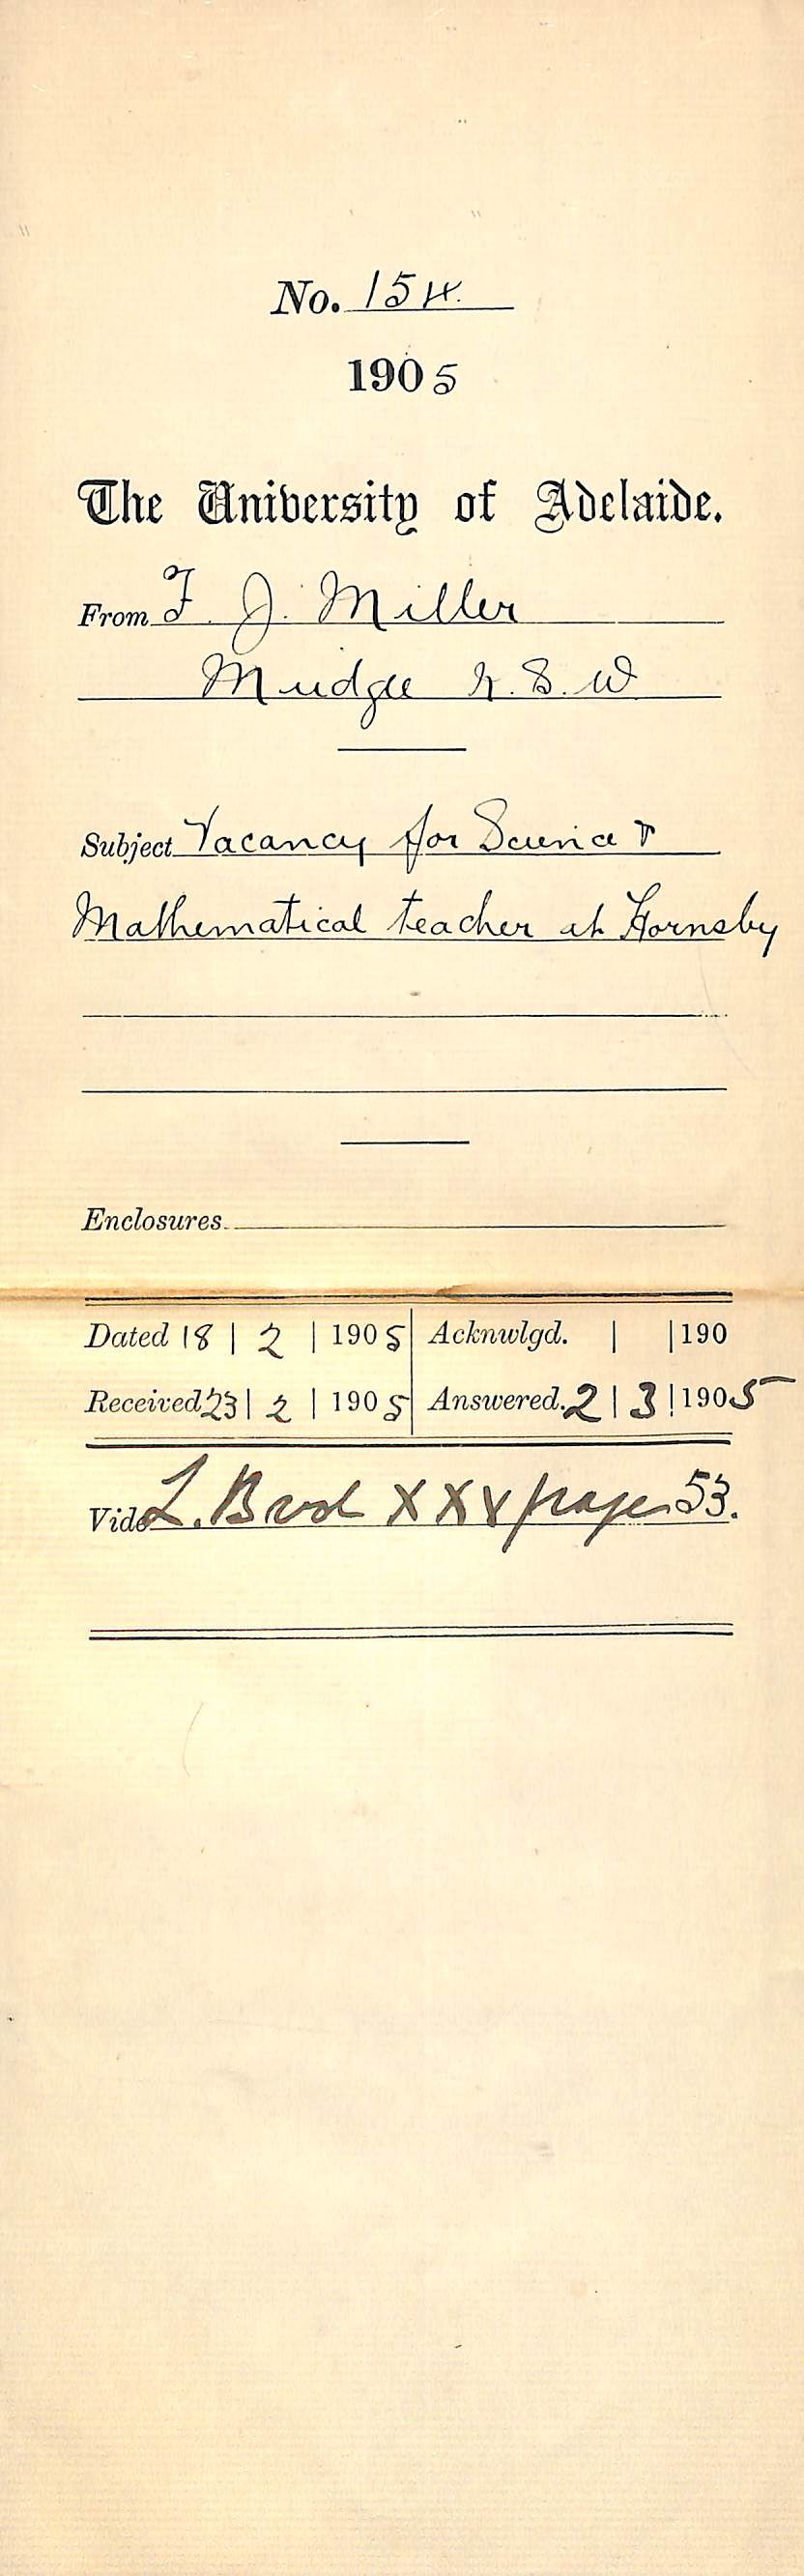 No. 154.
1905
The University of Adelaide.
From F. J. Miller
Mudgee N.S.W
Subject Vacancy for Science &
Mathematical teacher at Hornsby
Enclosures
Dated 18 | 2 | 1905 Acknwlgd. | | 190
Received 23 | 2 | 1905 Answered. 2 | 3 | 1905
Vide L. Book XXV page 53.